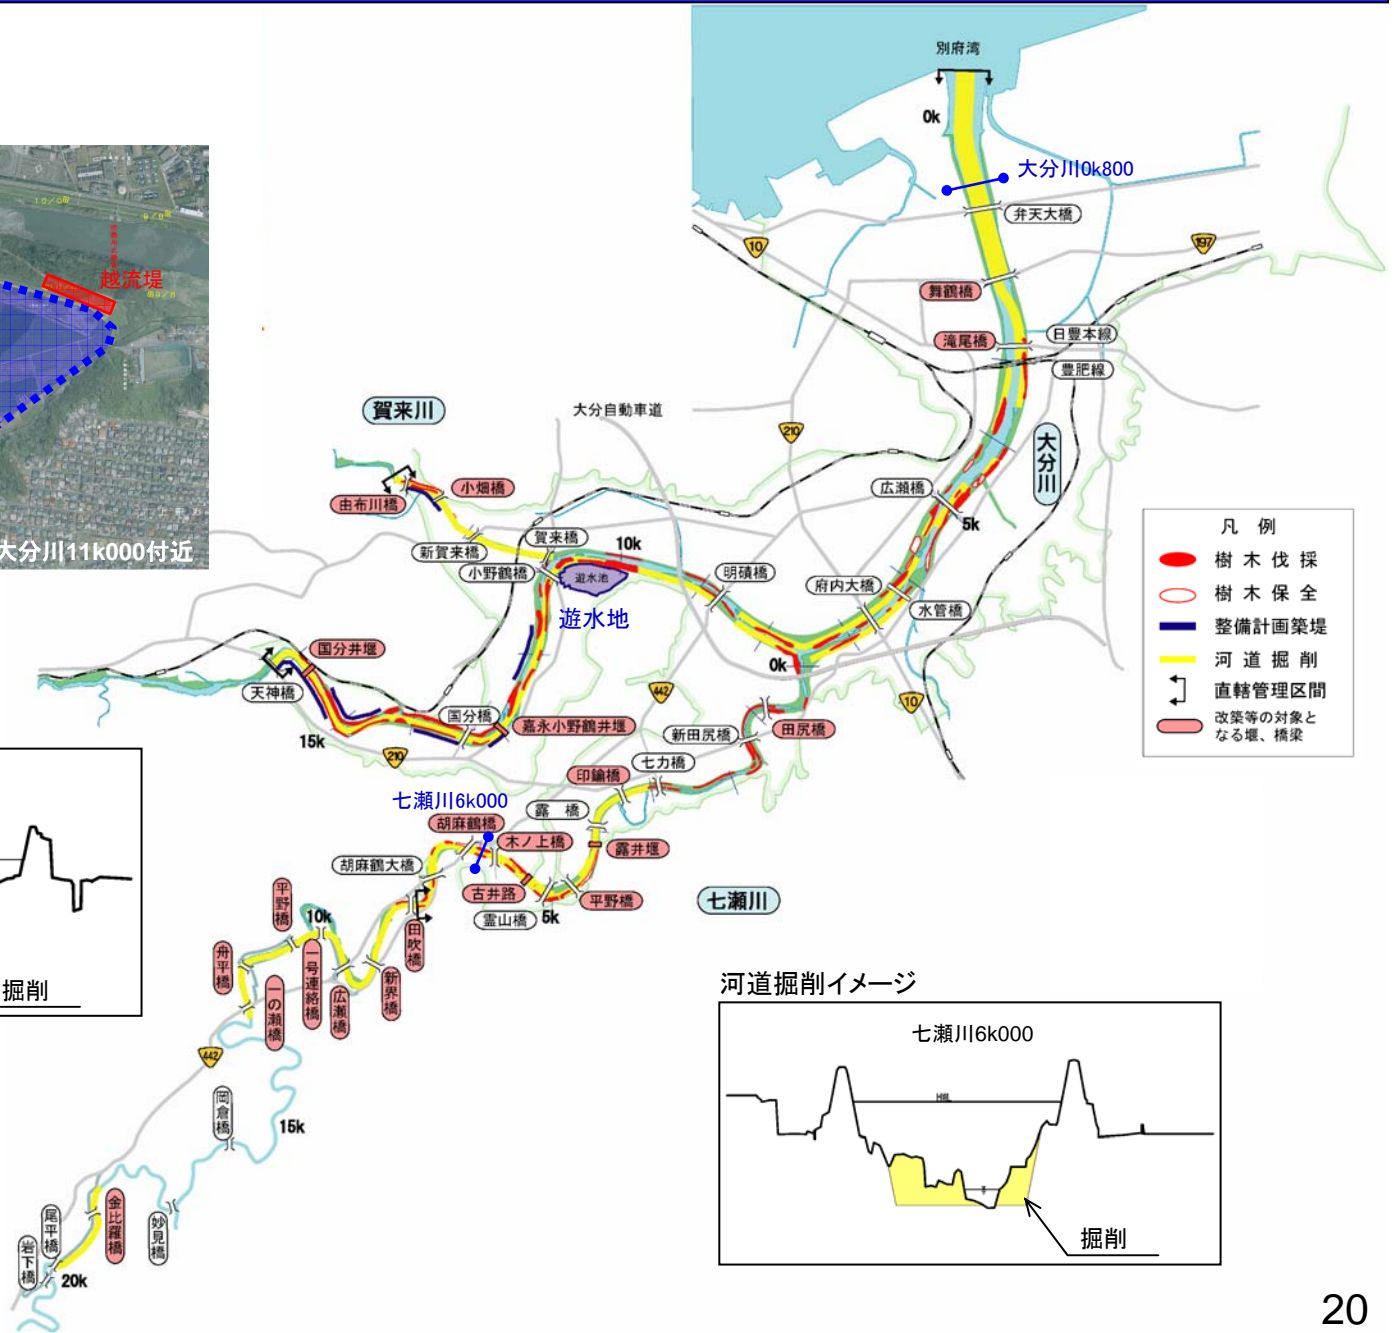 別府湾
0k
大分川0k800
弁天大橋
10
197
舞鶴橋
滝尾橋
日豊本線
豊肥線
越流堤
大分川11k000付近
賀来川
大分自動車道
210
大分川
広瀬橋
5k
小畑橋
由布川橋
新賀来橋
賀来橋
10k
小野鶴橋
遊水池
遊水地
明磧橋
府内大橋
水管橋
0k
凡 例
樹 木 伐 採
樹 木 保 全
整備計画築堤
河 道 掘 削
直轄管理区間
改築等の対象と
なる堰、橋梁
国分井堰
天神橋
15k
国分橋
嘉永小野鶴井堰
210
442
10
新田尻橋
田尻橋
七力橋
印鑰橋
七瀬川6k000
露 橋
胡麻鶴橋
木ノ上橋
露井堰
胡麻鶴大橋
古井路
平野橋
霊山橋
5k
七瀬川
田吹橋
平野橋
10k
舟平橋
一の瀬橋
一号連絡橋
広瀬橋
新界橋
442
岡倉橋
15k
金比羅橋
妙見橋
尾平橋
岩下橋
20k
掘削
河道掘削イメージ
七瀬川6k000
HWL
掘削
20